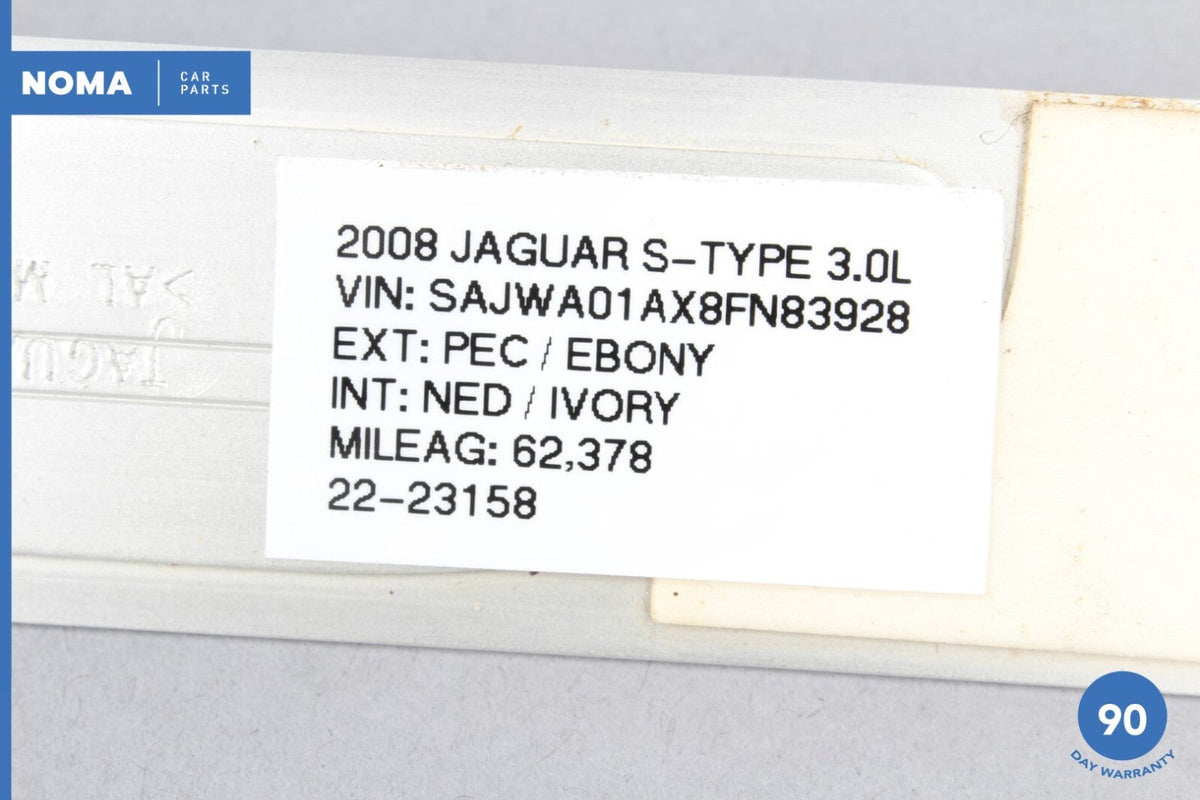 NOMA
CAR
PARTS
2008 JAGUAR S-TYPE 3.0L
VIN: SAJWA01AX8FN83928
EXT: PEC / EBONY
INT: NED / IVORY
MILEAG: 62,378
22-23158
90
DAY WARRANTY